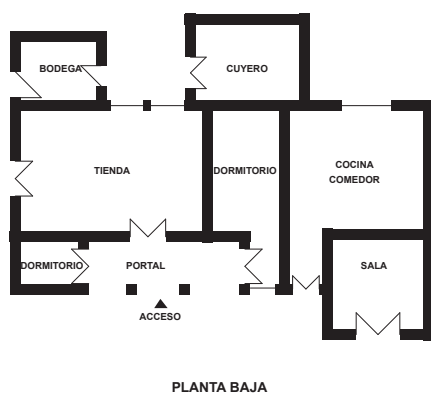 BODEGA
CUYERO
TIENDA
DORMITORIO
COCINA
COMEDOR
DORMITORIO
PORTAL
SALA
ACCESO
PLANTA BAJA